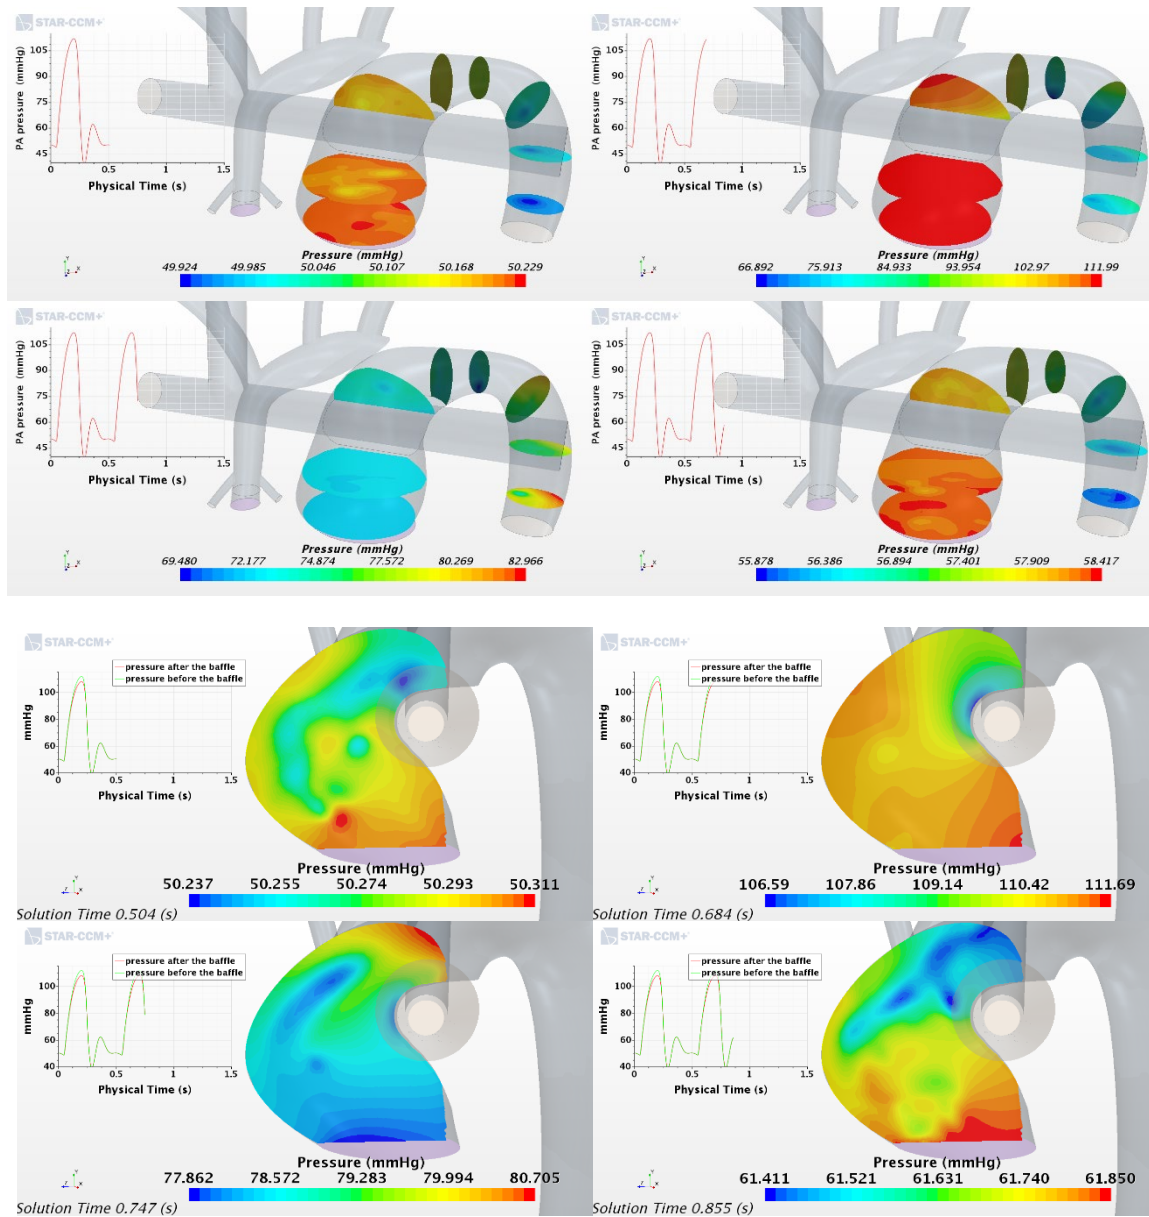 STAR-CCM+
PA pressure (mmHg)
105
90
75
60
45
0
0.5
1
1.5
Physical Time (s)
Pressure (mmHg)
49.924 49.985 50.046 50.107 50.168 50.229
STAR-CCM+
PA pressure (mmHg)
105
90
75
60
45
0
0.5
1
1.5
Physical Time (s)
Pressure (mmHg)
66.892 75.913 84.933 93.954 102.97 111.99
STAR-CCM+
PA pressure (mmHg)
105
90
75
60
45
0
0.5
1
1.5
Physical Time (s)
Pressure (mmHg)
69.480 72.177 74.874 77.572 80.269 82.966
STAR-CCM+
PA pressure (mmHg)
105
90
75
60
45
0
0.5
1
1.5
Physical Time (s)
Pressure (mmHg)
55.878 56.386 56.894 57.401 57.909 58.417
STAR-CCM+
pressure after the baffle
pressure before the baffle
mmHg
100
80
60
40
0
0.5
1
1.5
Physical Time (s)
Pressure (mmHg)
50.237 50.255 50.274 50.293 50.311
Solution Time 0.504 (s)
STAR-CCM+
pressure after the baffle
pressure before the baffle
mmHg
100
80
60
40
0
0.5
1
1.5
Physical Time (s)
Pressure (mmHg)
106.59 107.86 109.14 110.42 111.69
Solution Time 0.684 (s)
STAR-CCM+
pressure after the baffle
pressure before the baffle
mmHg
100
80
60
40
0
0.5
1
1.5
Physical Time (s)
Pressure (mmHg)
77.862 78.572 79.283 79.994 80.705
Solution Time 0.747 (s)
STAR-CCM+
pressure after the baffle
pressure before the baffle
mmHg
100
80
60
40
0
0.5
1
1.5
Physical Time (s)
Pressure (mmHg)
61.411 61.521 61.631 61.740 61.850
Solution Time 0.855 (s)